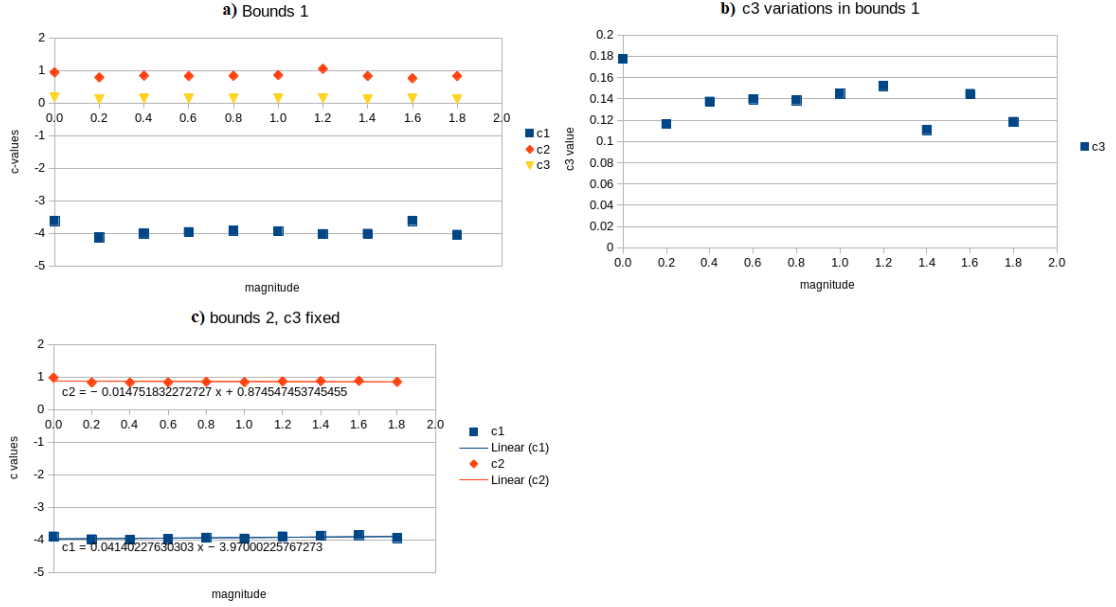 a) Bounds 1
2
1
0
-1
-2
-3
-4
-5
0.0 0.2 0.4 0.6 0.8 1.0 1.2 1.4 1.6 1.8 2.0
c-values
magnitude
c1
c2
c3
b) c3 variations in bounds 1
0.2
0.18
0.16
0.14
0.12
0.1
0.08
0.06
0.04
0.02
0
0.0 0.2 0.4 0.6 0.8 1.0 1.2 1.4 1.6 1.8 2.0
c3 value
magnitude
c3
c) bounds 2, c3 fixed
2
1
0
-1
-2
-3
-4
-5
c2 = − 0.014751832272727 x + 0.874547453745455
0.0 0.2 0.4 0.6 0.8 1.0 1.2 1.4 1.6 1.8 2.0
c1 = 0.04140227630303 x − 3.97000225767273
c values
magnitude
c1
Linear (c1)
c2
Linear (c2)